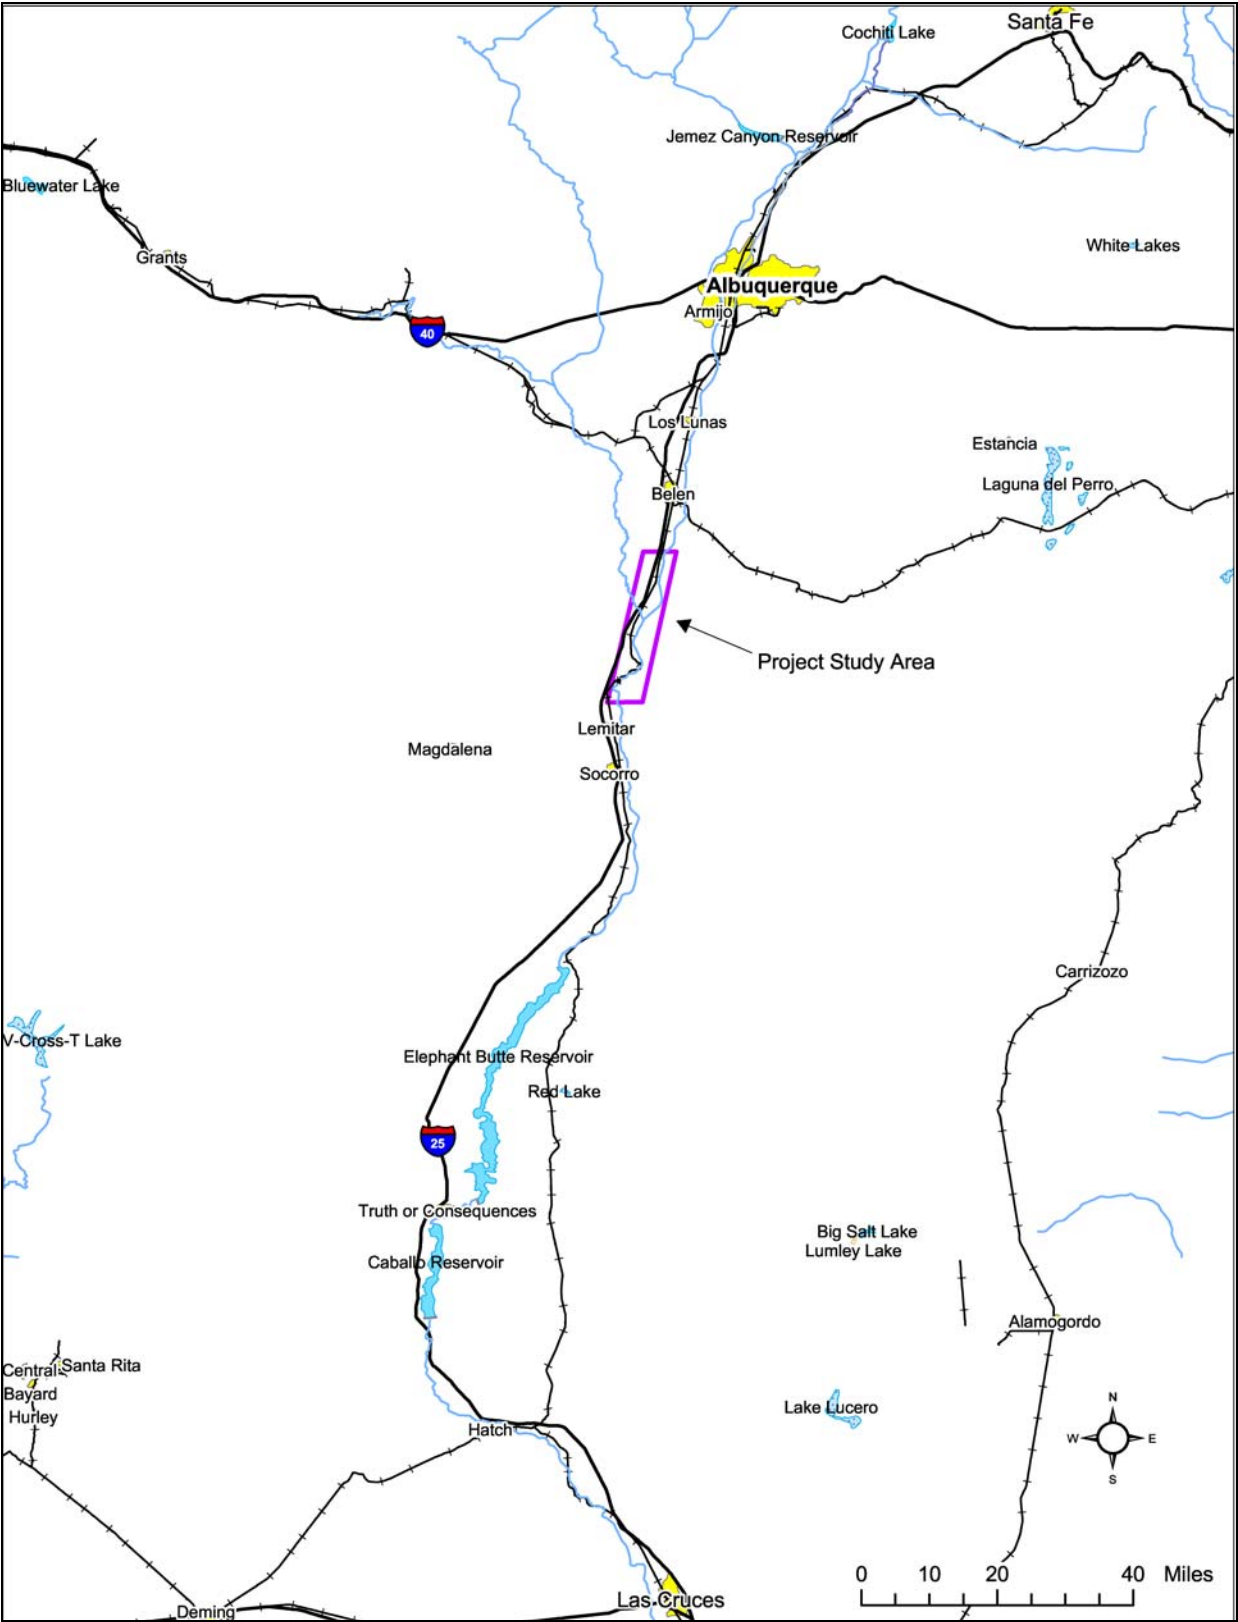 Santa Fe
Cochiti Lake
Jemez Canyon Reservoir
Bluewater Lake
White Lakes
Grants
Albuquerque
Armijo
40
Los Lunas
Estancia
Laguna del Perro
Belen
Project Study Area
Lemitar
Magdalena
Socorro
Carrizozo
V-Cross-T Lake
Elephant Butte Reservoir
Red Lake
25
Truth or Consequences
Big Salt Lake
Lumley Lake
Caballo Reservoir
Alamogordo
Central
Santa Rita
Bayard
Hurley
Lake Lucero
N
W E
S
Hatch
0 10 20 40 Miles
Las Cruces
Deming